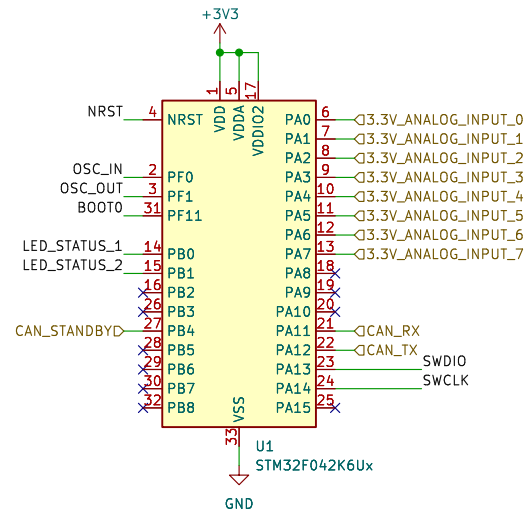 +3V3
1 5 17
VDD VDDA VDDIO2
NRST 4 NRST PA0 6 3.3V_ANALOG_INPUT_0
PA1 7 3.3V_ANALOG_INPUT_1
PA2 8 3.3V_ANALOG_INPUT_2
OSC_IN 2 PF0 PA3 9 3.3V_ANALOG_INPUT_3
OSC_OUT 3 PF1 PA4 10 3.3V_ANALOG_INPUT_4
BOOT0 31 PF11 PA5 11 3.3V_ANALOG_INPUT_5
PA6 12 3.3V_ANALOG_INPUT_6
LED_STATUS_1 14 PB0 PA7 13 3.3V_ANALOG_INPUT_7
LED_STATUS_2 15 PB1 PA8 18
16 PB2 PA9 19
26 PB3 PA10 20
CAN_STANDBY 27 PB4 PA11 21 CAN_RX
28 PB5 PA12 22 CAN_TX
29 PB6 PA13 23 SWDIO
30 PB7 PA14 24 SWCLK
32 PB8 PA15 25
VSS
33
U1
STM32F042K6Ux
GND